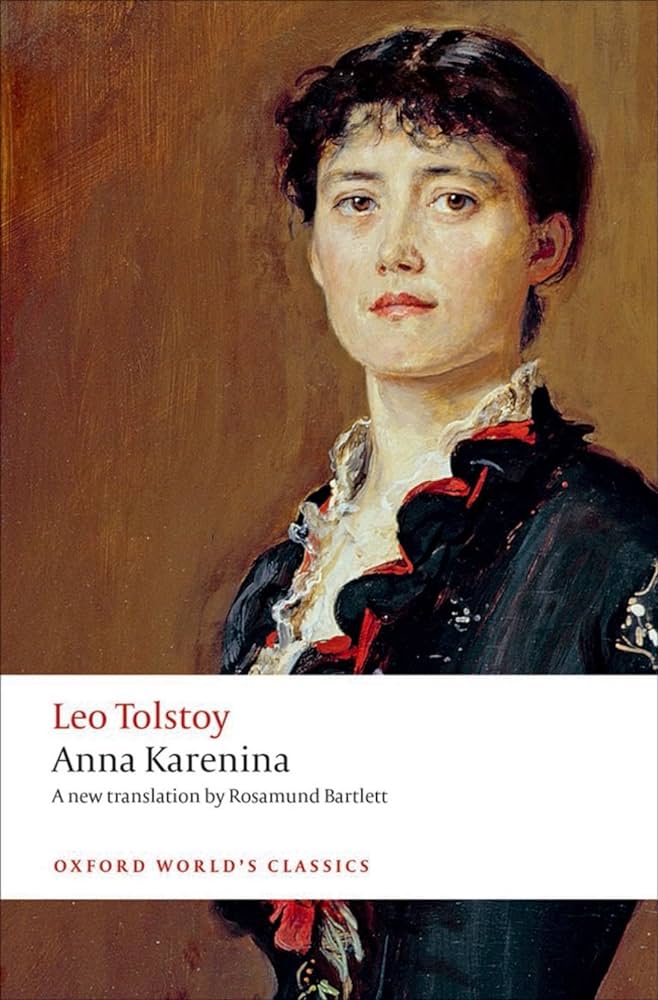 Leo Tolstoy
Anna Karenina
A new translation by Rosamund Bartlett
OXFORD WORLD'S CLASSICS